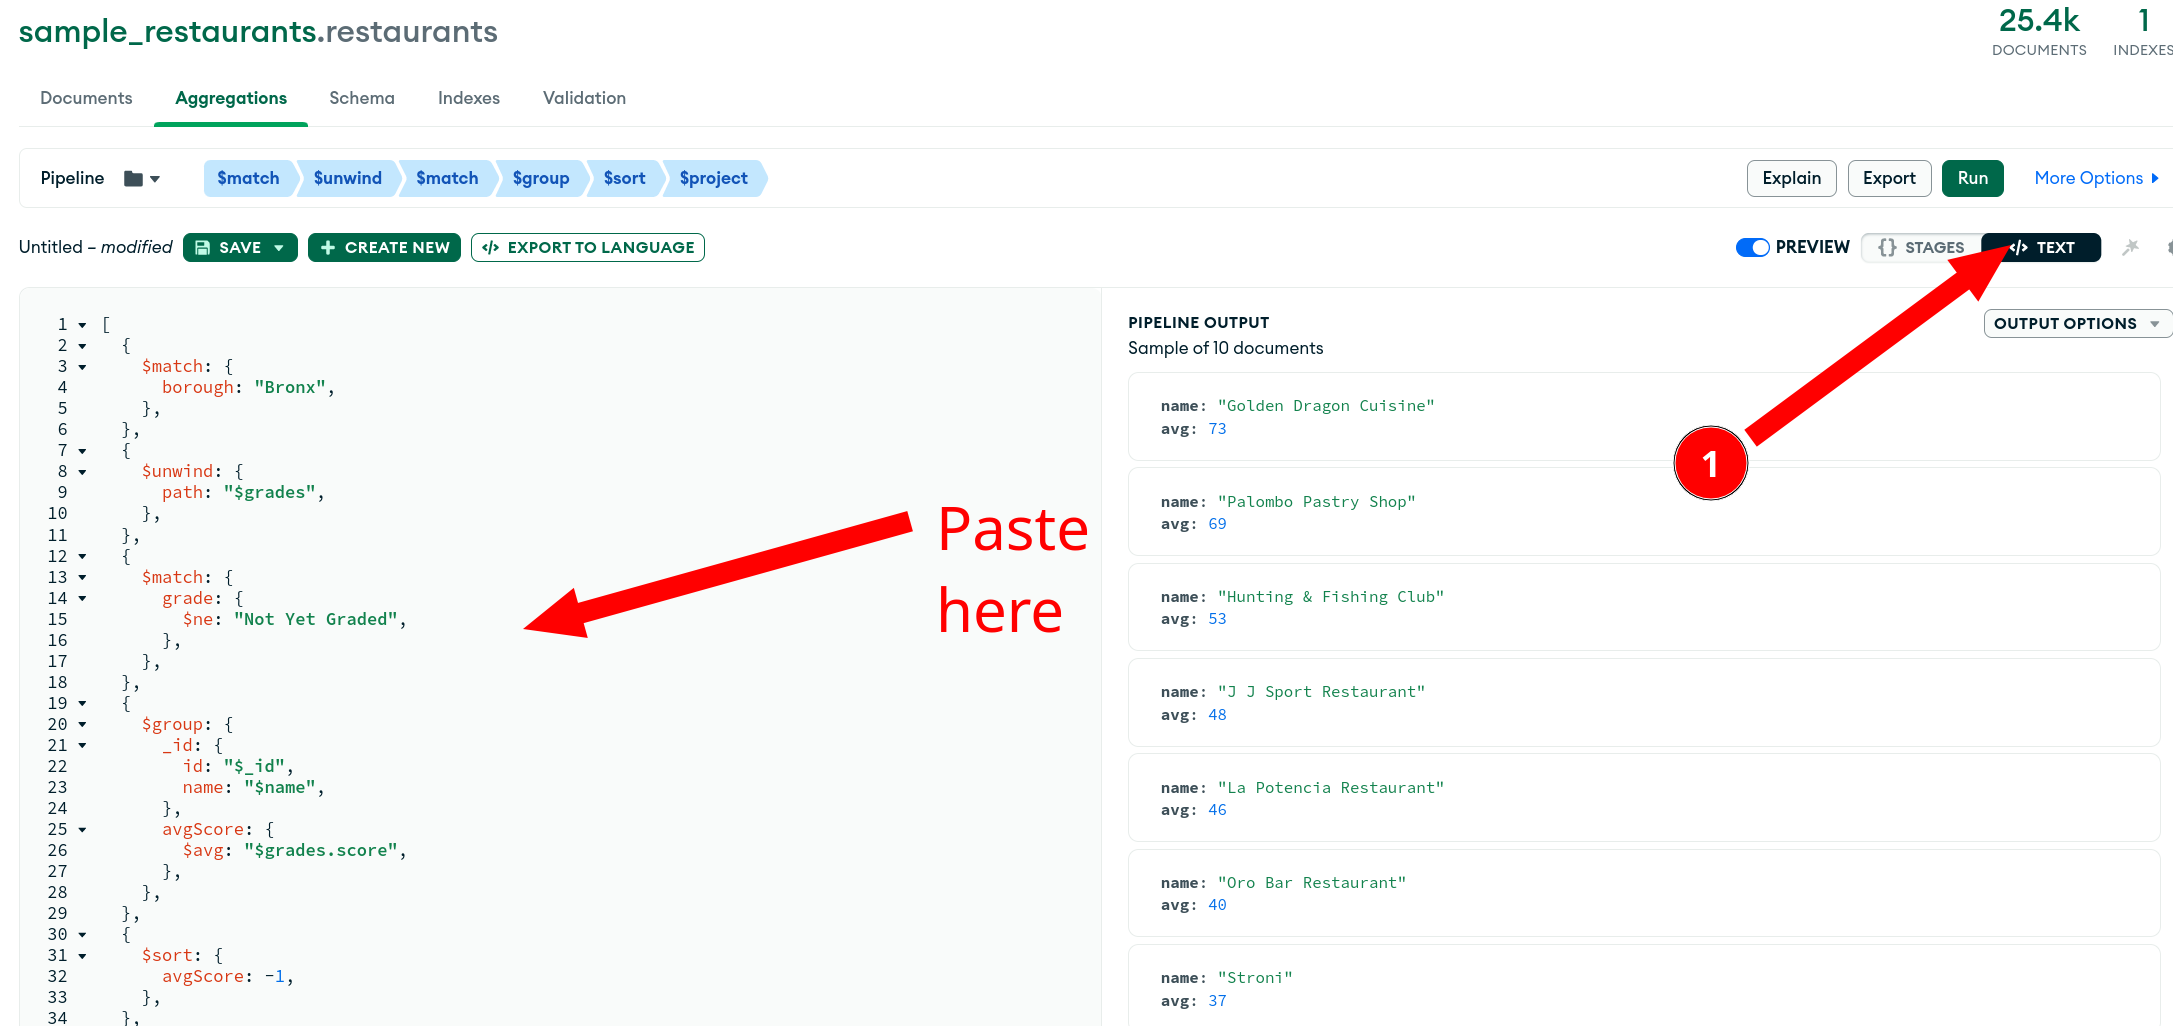 sample_restaurants.restaurants
25.4k
DOCUMENTS
1
INDEXES
Documents Aggregations Schema Indexes Validation
Pipeline $match $unwind $match $group $sort $project Explain Export Run More Options
Untitled – modified SAVE CREATE NEW </> EXPORT TO LANGUAGE PREVIEW {} STAGES </> TEXT
1 [
2 {
3 $match: {
4 borough: "Bronx",
5 },
6 },
7 {
8 $unwind: {
9 path: "$grades",
10 },
11 },
12 {
13 $match: {
14 grade: {
15 $ne: "Not Yet Graded",
16 },
17 },
18 },
19 {
20 $group: {
21 _id: {
22 id: "$_id",
23 name: "$name",
24 },
25 avgScore: {
26 $avg: "$grades.score",
27 },
28 },
29 },
30 {
31 $sort: {
32 avgScore: -1,
33 },
34 },
Paste
here
PIPELINE OUTPUT
Sample of 10 documents
OUTPUT OPTIONS
1
name: "Golden Dragon Cuisine"
avg: 73
name: "Palombo Pastry Shop"
avg: 69
name: "Hunting & Fishing Club"
avg: 53
name: "J J Sport Restaurant"
avg: 48
name: "La Potencia Restaurant"
avg: 46
name: "Oro Bar Restaurant"
avg: 40
name: "Stroni"
avg: 37